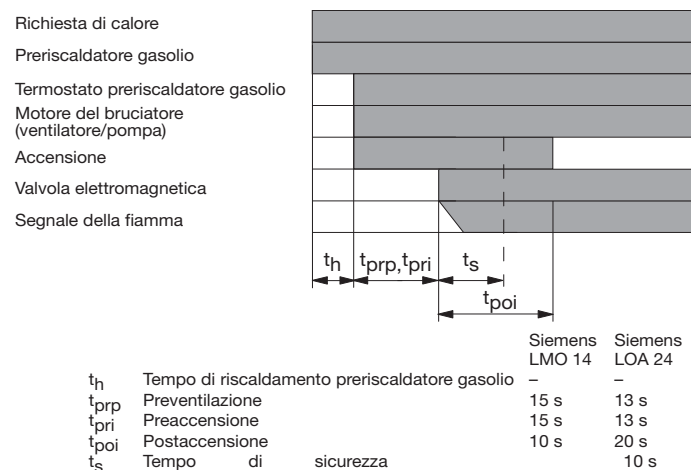 Richiesta di calore
Preriscaldatore gasolio
Termostato preriscaldatore gasolio
Motore del bruciatore
(ventilatore/pompa)
Accensione
Valvola elettromagnetica
Segnale della fiamma
th tprp,tpri ts
tpoi
Siemens Siemens
LMO 14 LOA 24
th Tempo di riscaldamento preriscaldatore gasolio – –
tprp Preventilazione 15 s 13 s
tpri Preaccensione 15 s 13 s
tpoi Postaccensione 10 s 20 s
ts Tempo di sicurezza 10 s